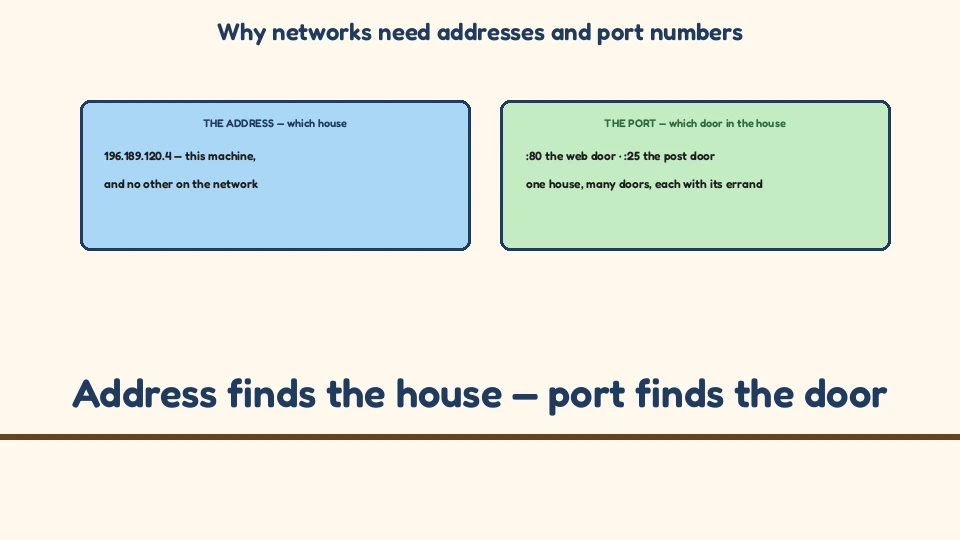 Why networks need addresses and port numbers
THE ADDRESS — which house
196.189.120.4 — this machine,
and no other on the network
THE PORT — which door in the house
:80 the web door · :25 the post door
one house, many doors, each with its errand
Address finds the house — port finds the door